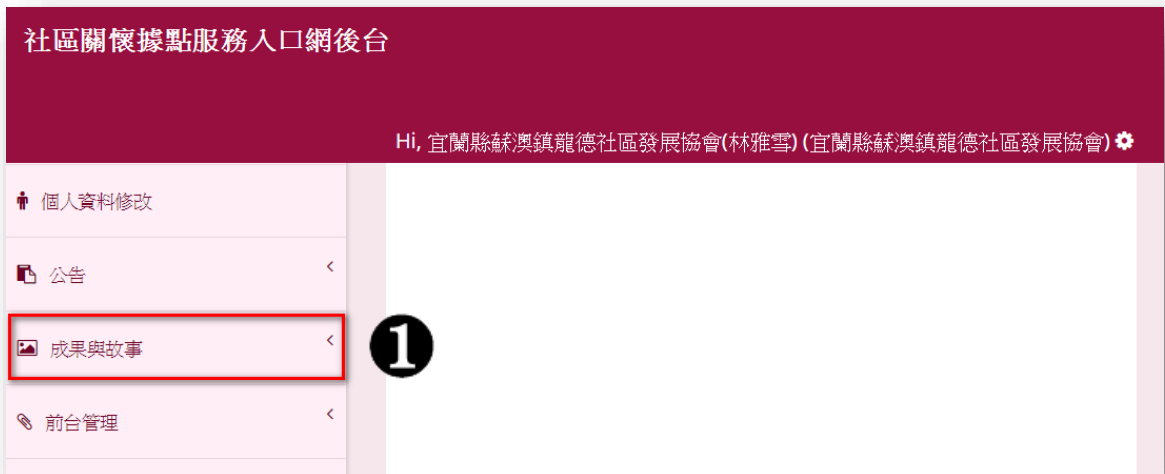 社區關懷據點服務入口網後台
Hi, 宜蘭縣蘇澳鎮龍德社區發展協會(林雅雪) (宜蘭縣蘇澳鎮龍德社區發展協會)
個人資料修改
公告
成果與故事
1
前台管理